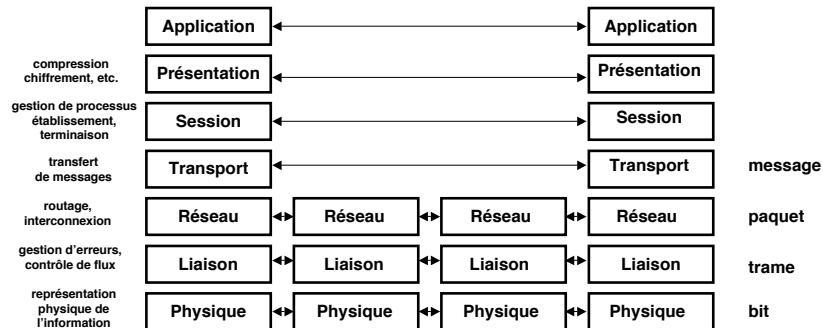 Application Application
compression
chiffrement, etc.
Présentation Présentation
gestion de processus
établissement,
terminaison
Session Session
transfert
de messages
Transport Transport message
routage,
interconnexion
Réseau Réseau Réseau Réseau paquet
gestion d'erreurs,
contrôle de flux
Liaison Liaison Liaison Liaison trame
représentation
physique de
l'information
Physique Physique Physique Physique bit